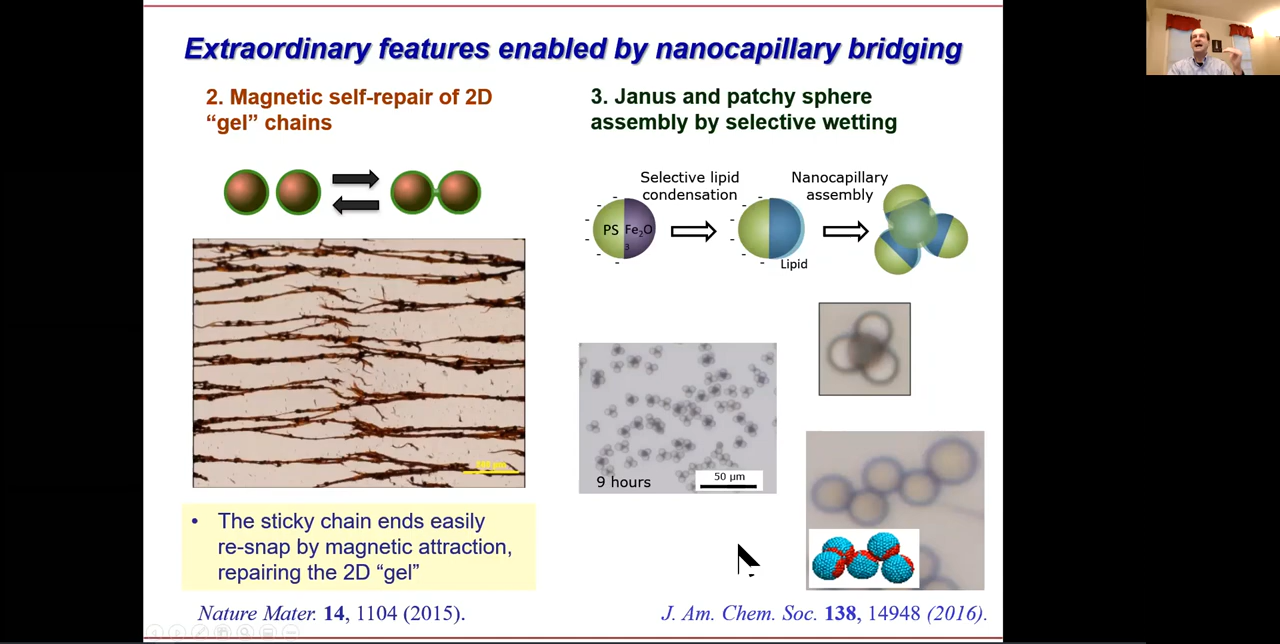 Extraordinary features enabled by nanocapillary bridging
2. Magnetic self-repair of 2D
“gel” chains
• The sticky chain ends easily
re-snap by magnetic attraction,
repairing the 2D “gel”
Nature Mater. 14, 1104 (2015).
3. Janus and patchy sphere
assembly by selective wetting
Selective lipid
condensation
Nanocapillary
assembly
PS Fe₂O
3
Lipid
9 hours
50 μm
J. Am. Chem. Soc. 138, 14948 (2016).